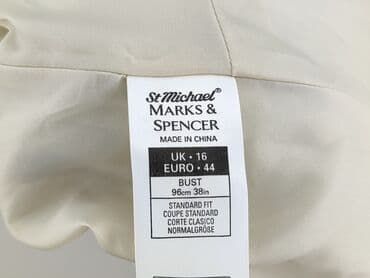 St Michael®
MARKS &
SPENCER
MADE IN CHINA
UK • 16
EURO • 44
BUST
96cm 38in
STANDARD FIT
COUPE STANDARD
CORTE CLASICO
NORMALGRÖSE